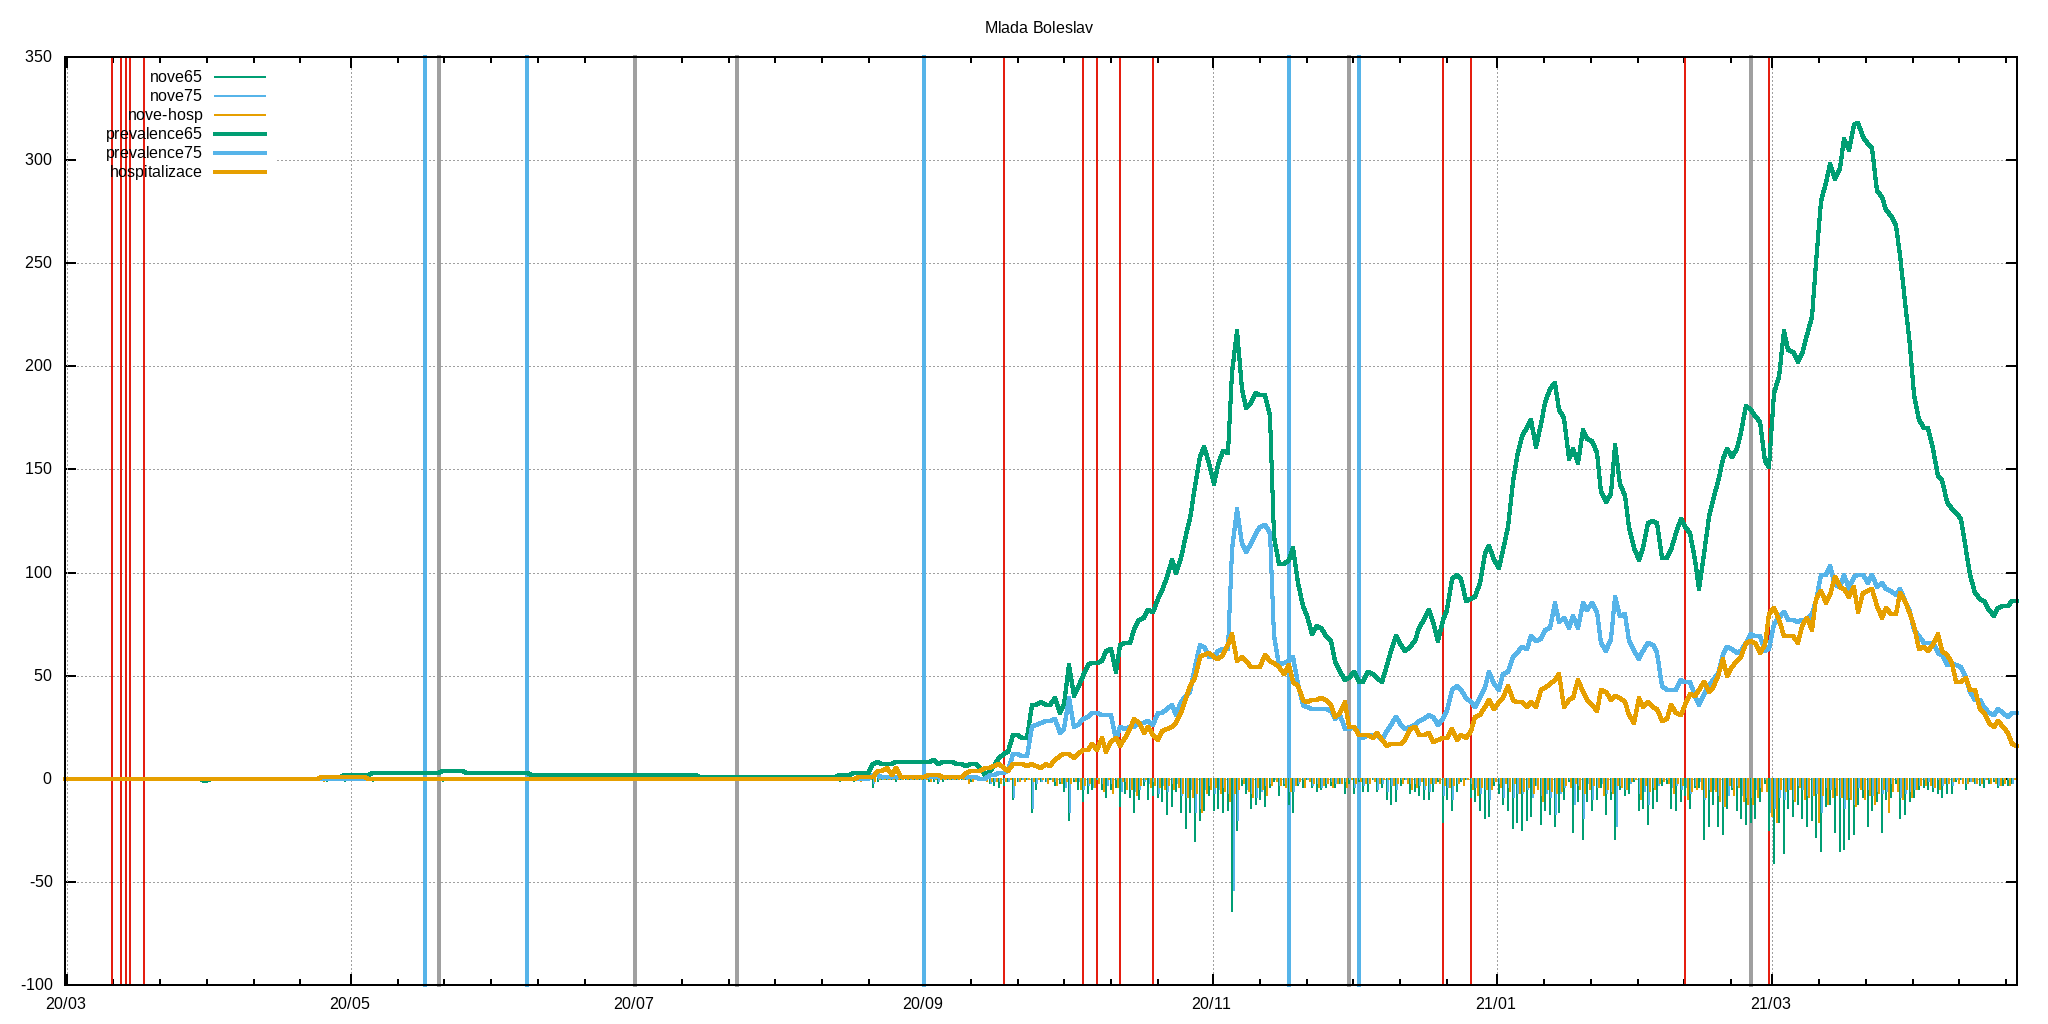 Mlada Boleslav
350
300
250
200
150
100
50
0
-50
-100
nove65
nove75
nove-hosp
prevalence65
prevalence75
hospitalizace
20/03 20/05 20/07 20/09 20/11 21/01 21/03